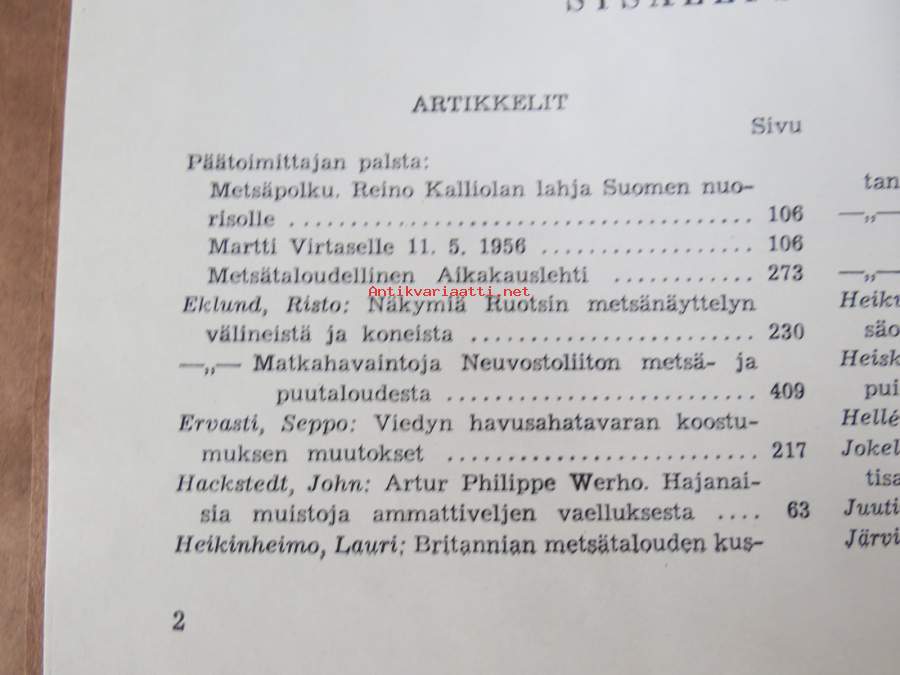 ARTIKKELIT
Sivu
Päätoimittajan palsta:
Metsäpolku. Reino Kalliolan lahja Suomen nuo-
risolle .......................................... 106
Martti Virtaselle 11. 5. 1956 ................... 106
Metsätaloudellinen Aikakauslehti ............ 273
Antikvariaatti.net
Eklund, Risto: Näkymiä Ruotsin metsänäyttelyn
välineistä ja koneista .......................... 230
—„— Matkahavaintoja Neuvostoliiton metsä- ja
puutaloudesta ............................ 409
Ervasti, Seppo: Viedyn havusahatavaran koostu-
muksen muutokset ............................ 217
Hackstedt, John: Artur Philippe Werho. Hajanai-
sia muistoja ammattiveljen vaelluksesta .... 63
Heikinheimo, Lauri: Britannian metsätalouden kus-
2
tan
—„—
—„—
säo
Heisk
pui
Hellé
Jokel
tisa
Juuti
Järvi